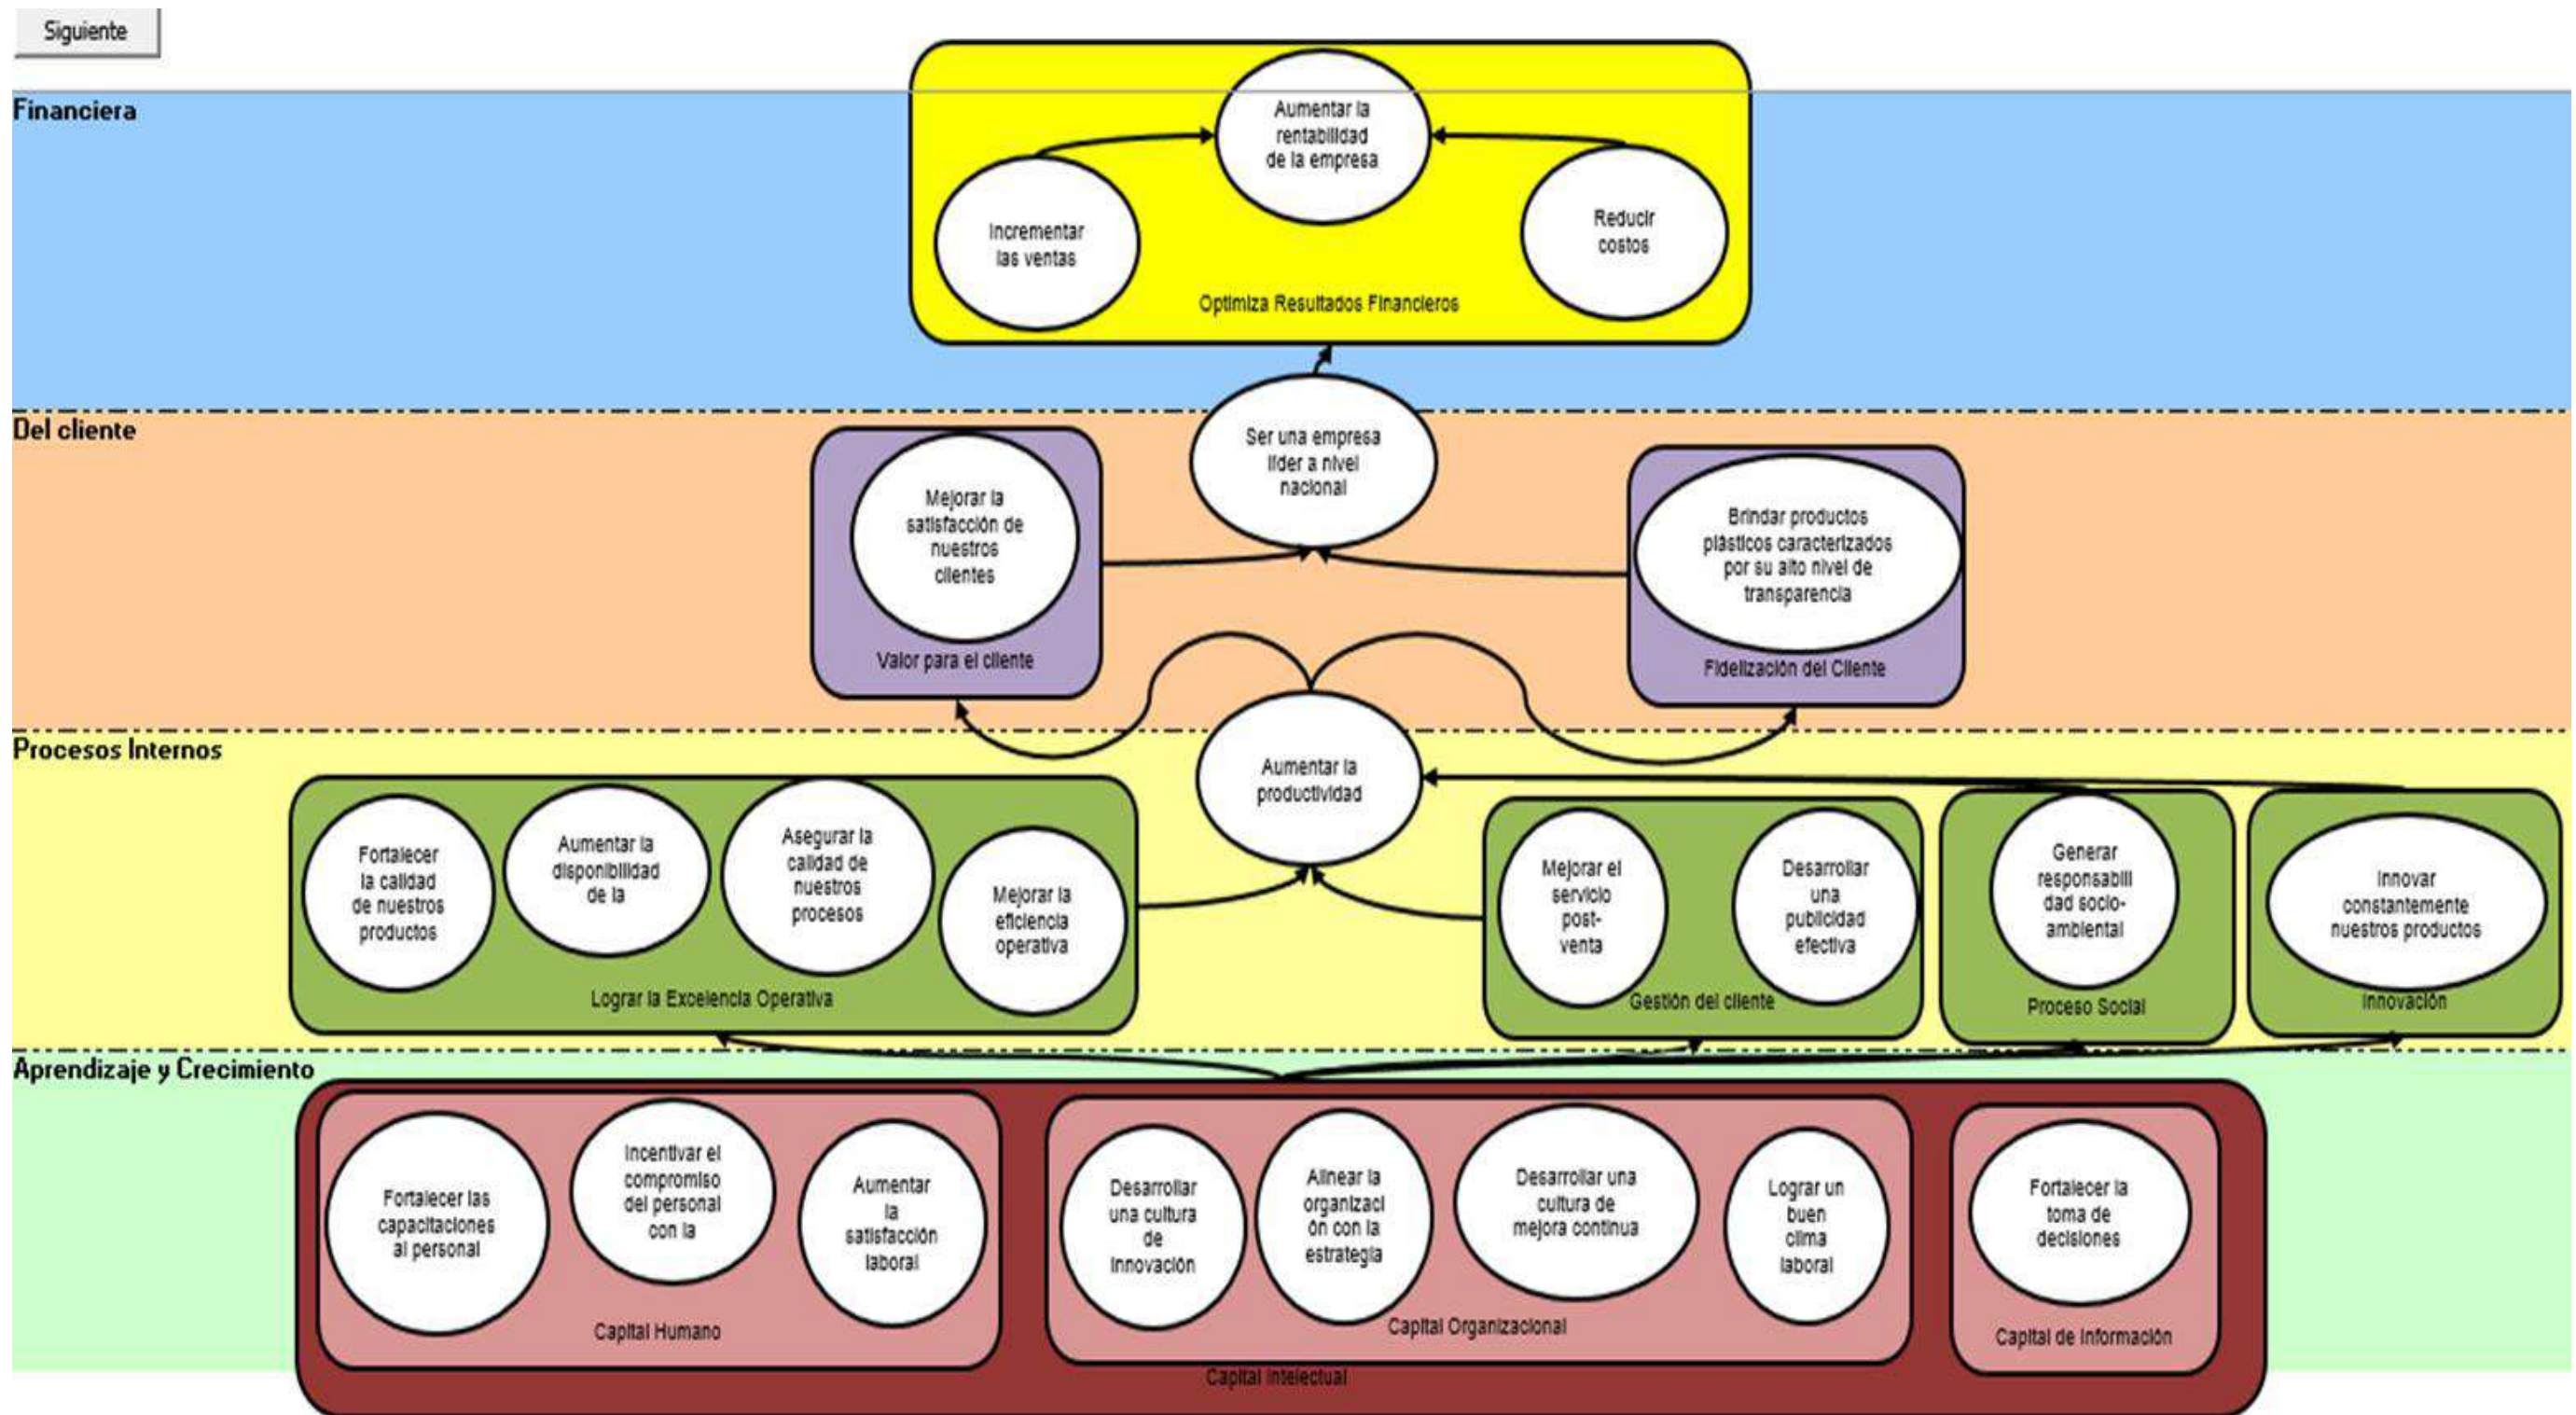 Siguiente
Financiera
Aumentar la
rentabilidad
de la empresa
Incrementar
las ventas
Reducir
costos
Optimiza Resultados Financieros
Del cliente
Ser una empresa
líder a nivel
nacional
Mejorar la
satisfacción de
nuestros
clientes
Valor para el cliente
Brindar productos
plásticos caracterizados
por su alto nivel de
transparencia
Fidelización del Cliente
Procesos Internos
Aumentar la
productividad
Fortalecer
la calidad
de nuestros
productos
Aumentar la
disponibilidad
de la
Asegurar la
calidad de
nuestros
procesos
Mejorar la
eficiencia
operativa
Lograr la Excelencia Operativa
Mejorar el
servicio
post-
venta
Desarrollar
una
publicidad
efectiva
Gestión del cliente
Generar
responsabili
dad socio-
ambiental
Proceso Social
Innovar
constantemente
nuestros productos
Innovación
Aprendizaje y Crecimiento
Fortalecer las
capacitaciones
al personal
Incentivar el
compromiso
del personal
con la
Aumentar
la
satisfacción
laboral
Capital Humano
Desarrollar
una cultura
de
innovación
Alinear la
organizaci
ón con la
estrategia
Desarrollar una
cultura de
mejora continua
Lograr un
buen
clima
laboral
Capital Organizacional
Fortalecer la
toma de
decisiones
Capital de Información
Capital Intelectual